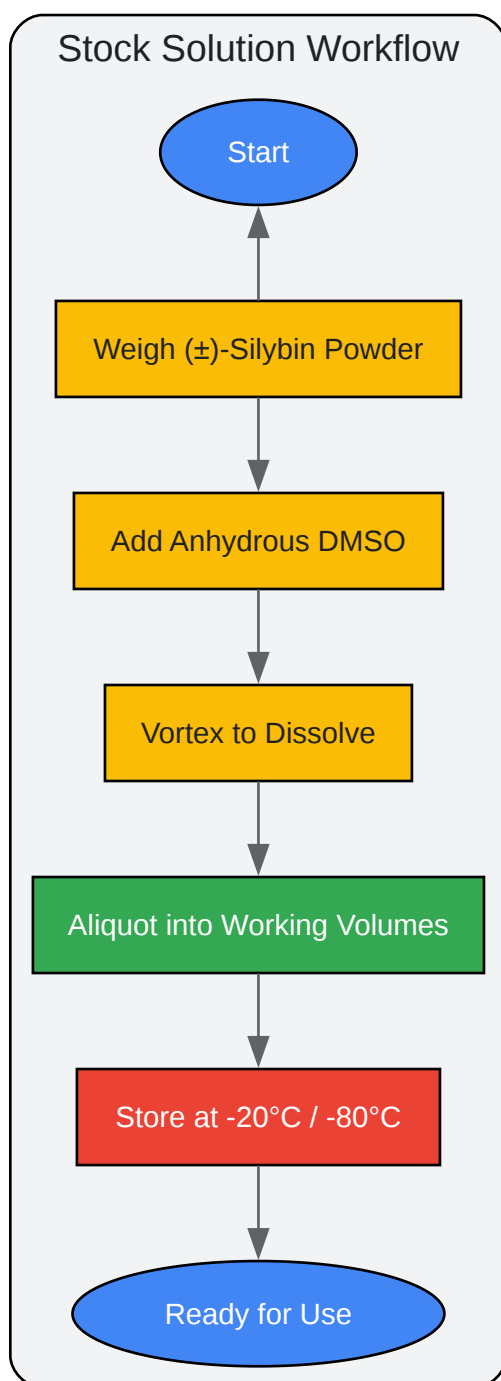 Stock Solution Workflow
Start
Weigh (±)-Silybin Powder
Add Anhydrous DMSO
Vortex to Dissolve
Aliquot into Working Volumes
Store at -20°C / -80°C
Ready for Use